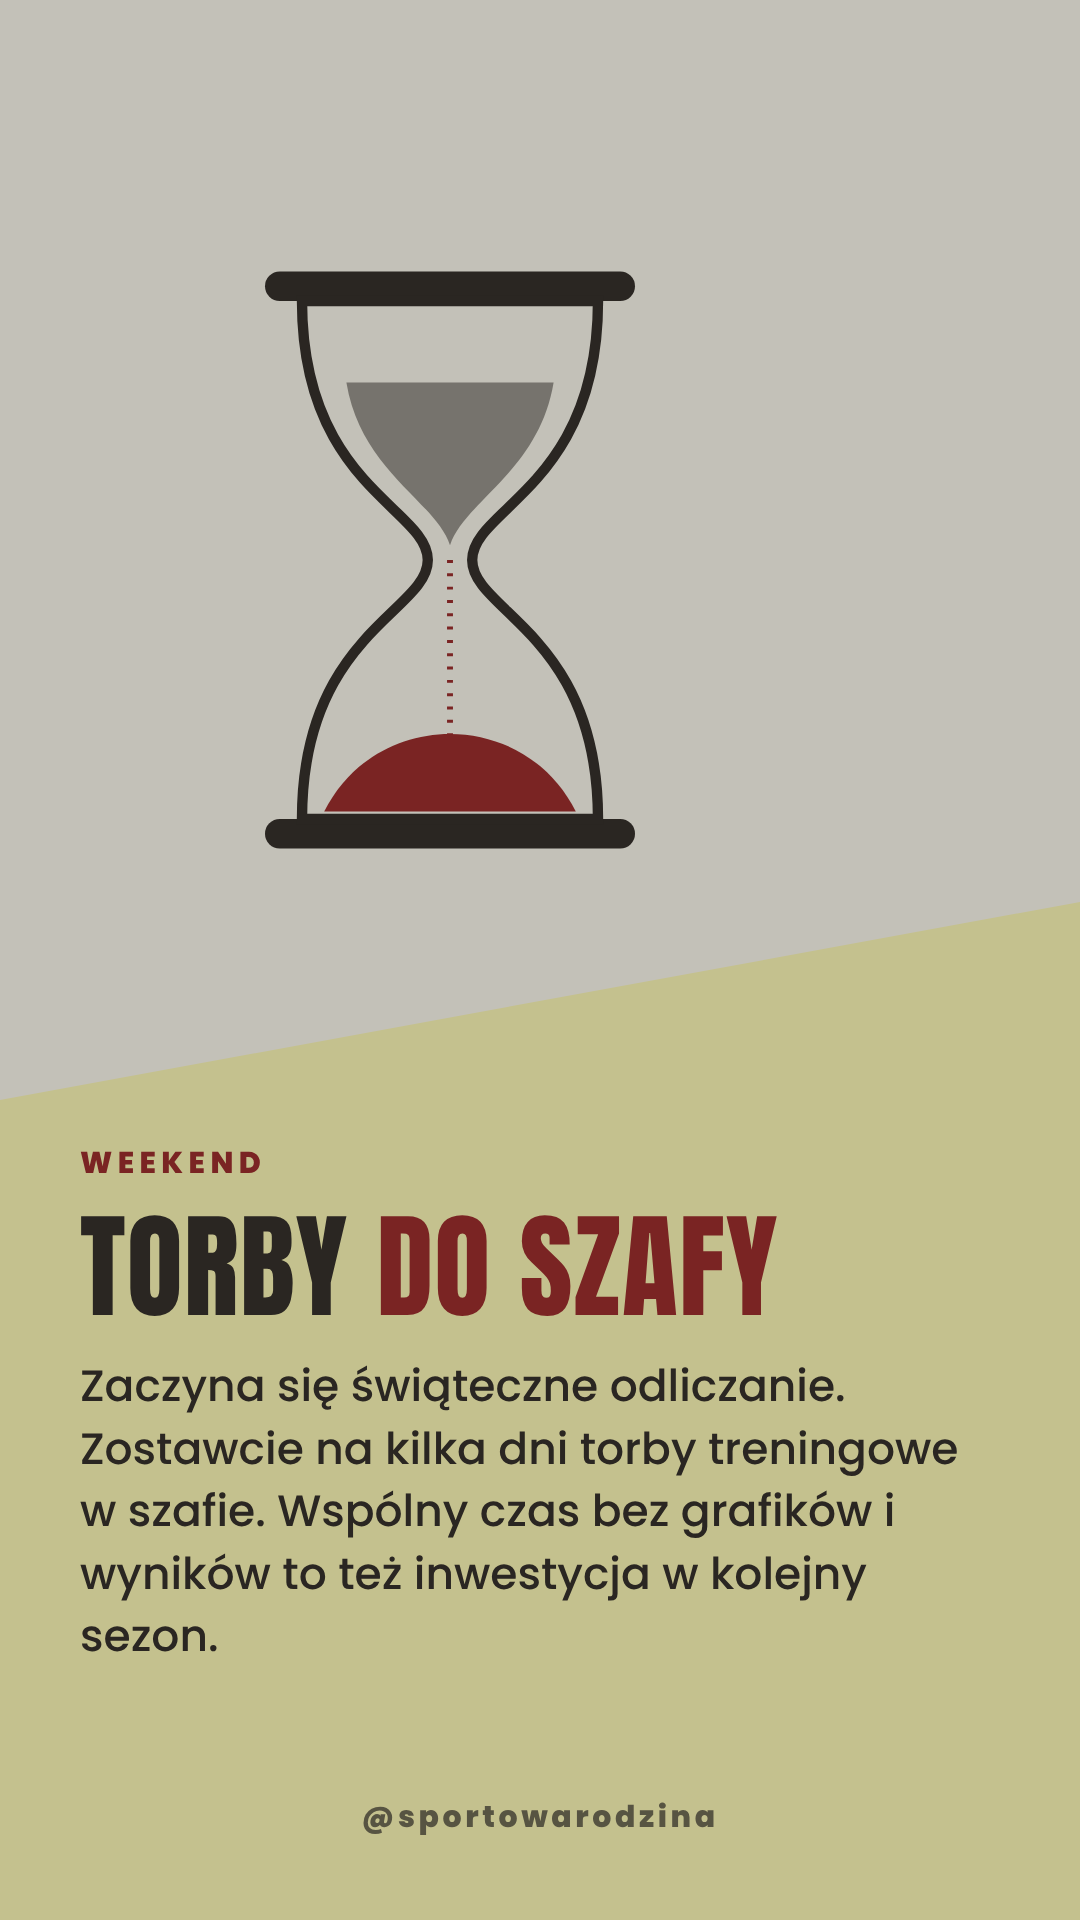 WEEKEND
TORBY DO SZAFY
Zaczyna się świąteczne odliczanie.
Zostawcie na kilka dni torby treningowe
w szafie. Wspólny czas bez grafików i
wyników to też inwestycja w kolejny
sezon.
@sportowarodzina